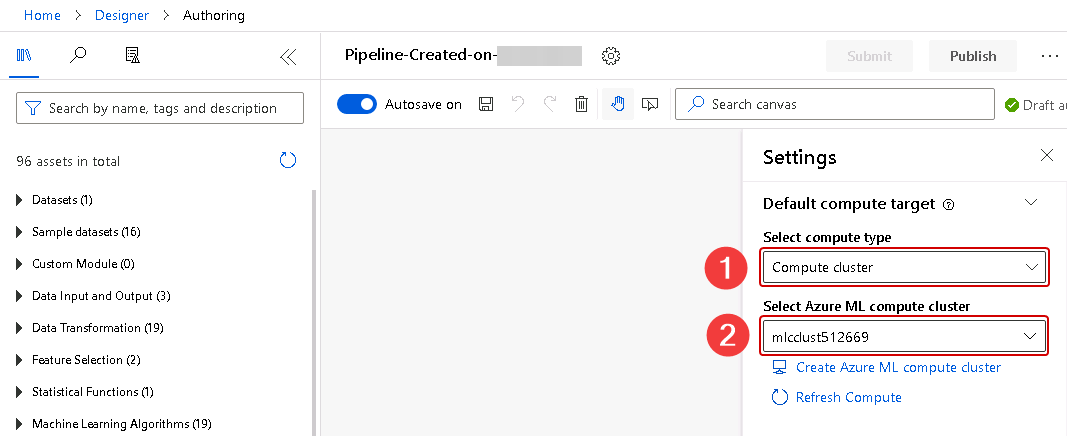 Home > Designer > Authoring
Pipeline-Created-on-
Submit
Publish
Search by name, tags and description
Autosave on
Search canvas
Draft au
96 assets in total
Datasets (1)
Sample datasets (16)
Custom Module (0)
Data Input and Output (3)
Data Transformation (19)
Feature Selection (2)
Statistical Functions (1)
Machine Learning Algorithms (19)
Settings
Default compute target
Select compute type
1
Compute cluster
Select Azure ML compute cluster
2
mlcclust512669
Create Azure ML compute cluster
Refresh Compute